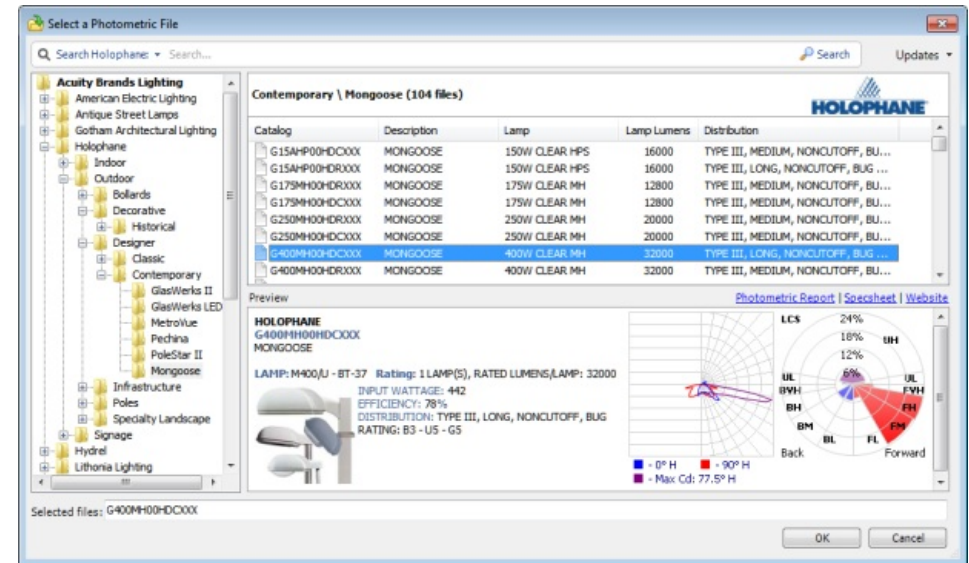 Select a Photometric File
Search Holophane: Search... Search Updates
Acuity Brands Lighting
American Electric Lighting
Antique Street Lamps
Gotham Architectural Lighting
Holophane
Indoor
Outdoor
Bollards
Decorative
Historical
Designer
Classic
Contemporary
GlasWerks II
GlasWerks LED
MetroVue
Pechina
PoleStar II
Mongoose
Infrastructure
Poles
Specialty Landscape
Signage
Hydrel
Lithonia Lighting
Contemporary \ Mongoose (104 files)
HOLOPHANE
Catalog Description Lamp Lamp Lumens Distribution
G15AHP00HDCXXX MONGOOSE 150W CLEAR HPS 16000 TYPE III, MEDIUM, NONCUTOFF, BU...
G15AHP00HDRXXX MONGOOSE 150W CLEAR HPS 16000 TYPE III, LONG, NONCUTOFF, BUG ...
G175MH00HDCXXX MONGOOSE 175W CLEAR MH 12800 TYPE III, MEDIUM, NONCUTOFF, BU...
G175MH00HDRXXX MONGOOSE 175W CLEAR MH 12800 TYPE III, LONG, NONCUTOFF, BUG ...
G250MH00HDRXXX MONGOOSE 250W CLEAR MH 20000 TYPE III, MEDIUM, NONCUTOFF, BU...
G250MH00HDCXXX MONGOOSE 250W CLEAR MH 20000 TYPE III, MEDIUM, NONCUTOFF, BU...
G400MH00HDCXXX MONGOOSE 400W CLEAR MH 32000 TYPE III, LONG, NONCUTOFF, BUG ...
G400MH00HDRXXX MONGOOSE 400W CLEAR MH 32000 TYPE III, MEDIUM, NONCUTOFF, BU...
Preview Photometric Report | Specsheet | Website
HOLOPHANE
G400MH00HDCXXX
MONGOOSE
LAMP: M400/U - BT-37 Rating: 1 LAMP(S), RATED LUMENS/LAMP: 32000
INPUT WATTAGE: 442
EFFICIENCY: 78%
DISTRIBUTION: TYPE III, LONG, NONCUTOFF, BUG
RATING: B3 - U5 - G5
- 0° H - 90° H
- Max Cd: 77.5° H
LCS 24%
18% UH
12%
6%
UL UL
BVH FVH
BH FH
BM FM
BL FL
Back Forward
Selected files: G400MH00HDCXXX
OK Cancel